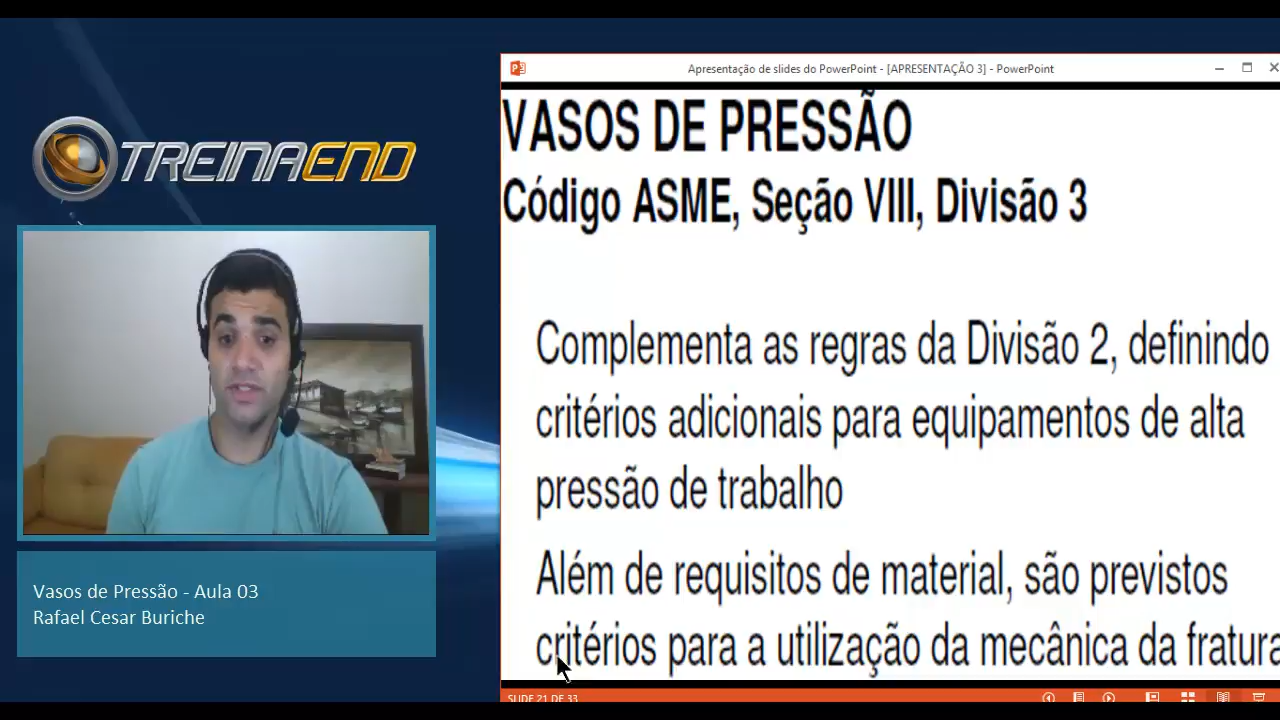 Apresentação de slides do PowerPoint - [APRESENTAÇÃO 3] - PowerPoint
TREINAEND
VASOS DE PRESSÃO
Código ASME, Seção VIII, Divisão 3
Complementa as regras da Divisão 2, definindo
critérios adicionais para equipamentos de alta
pressão de trabalho
Além de requisitos de material, são previstos
critérios para a utilização da mecânica da fratura
Vasos de Pressão - Aula 03
Rafael Cesar Buriche
SLIDE 21 DE 33